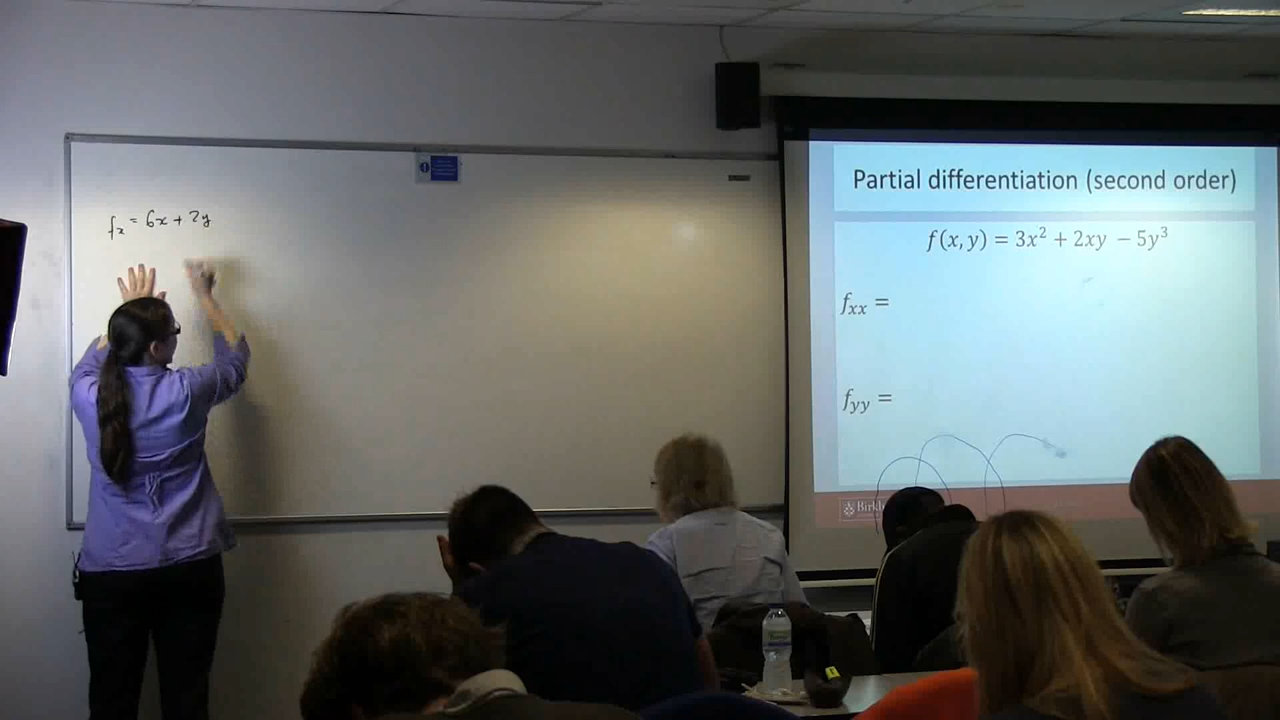 fx = 6x + 2y
Partial differentiation (second order)
f(x, y) = 3x² + 2xy − 5y³
fxx =
fyy =